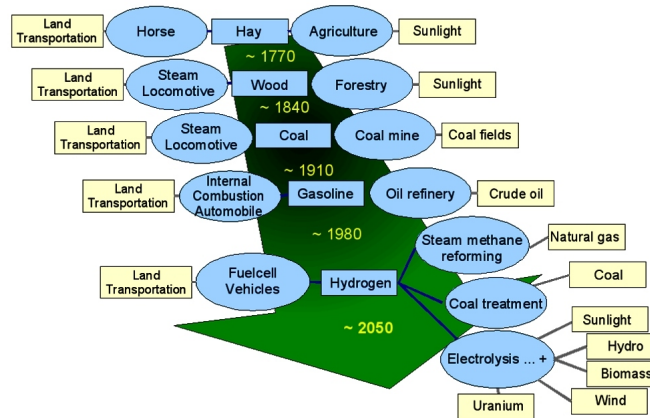 Land
Transportation
Horse
Hay
Agriculture
Sunlight
~ 1770
Land
Transportation
Steam
Locomotive
Wood
Forestry
Sunlight
~ 1840
Land
Transportation
Steam
Locomotive
Coal
Coal mine
Coal fields
~ 1910
Land
Transportation
Internal
Combustion
Automobile
Gasoline
Oil refinery
Crude oil
~ 1980
Steam methane
reforming
Natural gas
Land
Transportation
Fuelcell
Vehicles
Hydrogen
Coal treatment
Coal
~ 2050
Electrolysis ... +
Sunlight
Hydro
Biomass
Wind
Uranium